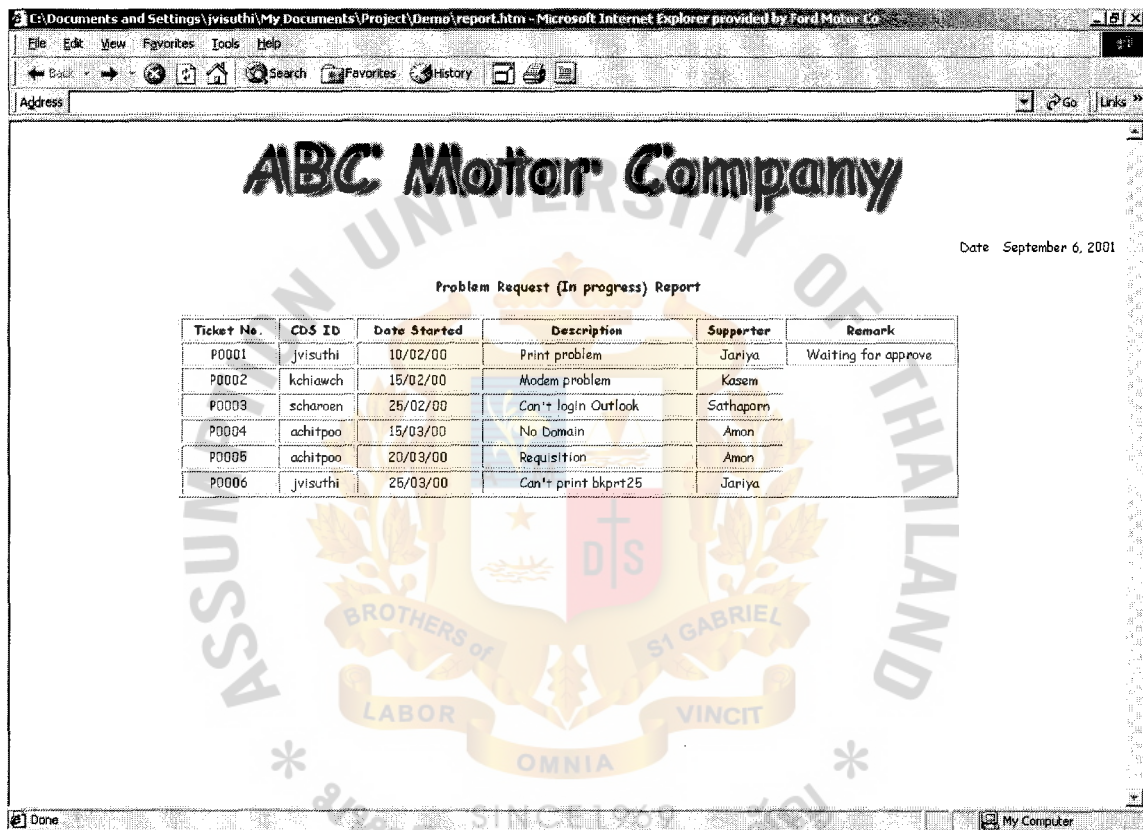 C:\Documents and Settings\jvisuthi\My Documents\Project\Demo\report.htm - Microsoft Internet Explorer provided by Ford Motor Co
File Edit View Favorites Tools Help
Back Search Favorites History
Address Go Links »
ABC Motor Company
Date September 6, 2001
Problem Request (In progress) Report
Ticket No. CDS ID Date Started Description Supporter Remark
P0001 jvisuthi 10/02/00 Print problem Jariya Waiting for approve
P0002 kchiawch 15/02/00 Modem problem Kasem
P0003 scharoen 25/02/00 Can't login Outlook Sathaporn
P0004 achitpoo 15/03/00 No Domain Amon
P0005 achitpoo 20/03/00 Requisition Amon
P0006 jvisuthi 25/03/00 Can't print bkprt25 Jariya
ASSUMPTION UNIVERSITY OF THAILAND
D S
BROTHERS of St GABRIEL
LABOR VINCIT
OMNIA
SINCE 1969
Done My Computer